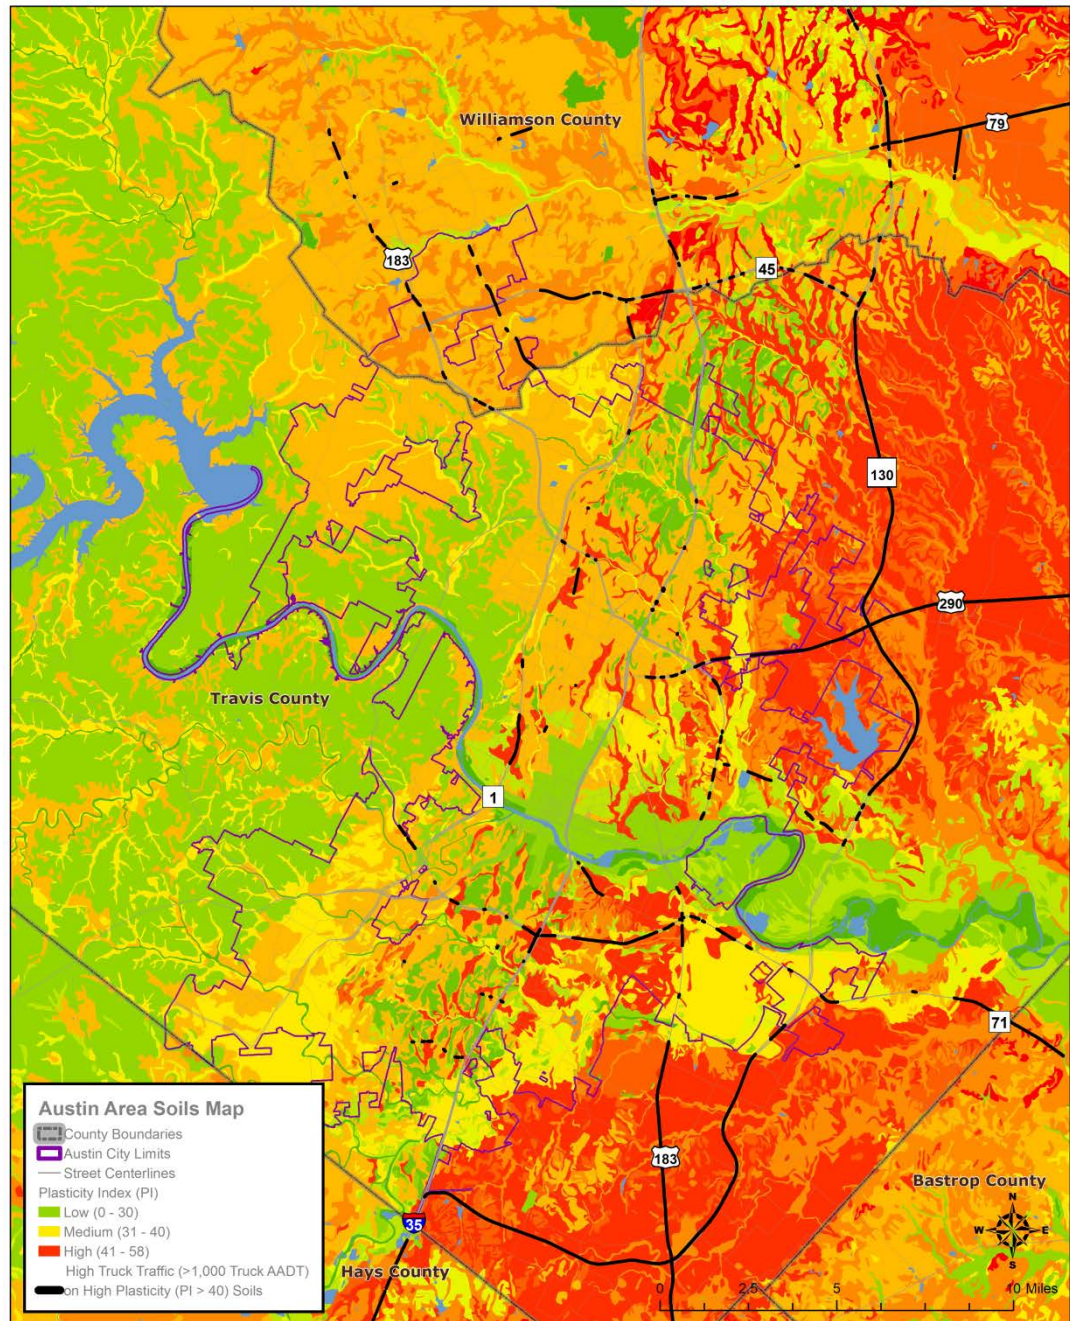 Williamson County
79
183
45
130
290
Travis County
1
71
183
Bastrop County
N
W E
S
35
Hays County
0 2.5 5 10 Miles
Austin Area Soils Map
County Boundaries
Austin City Limits
Street Centerlines
Plasticity Index (PI)
Low (0 - 30)
Medium (31 - 40)
High (41 - 58)
High Truck Traffic (>1,000 Truck AADT)
on High Plasticity (PI > 40) Soils